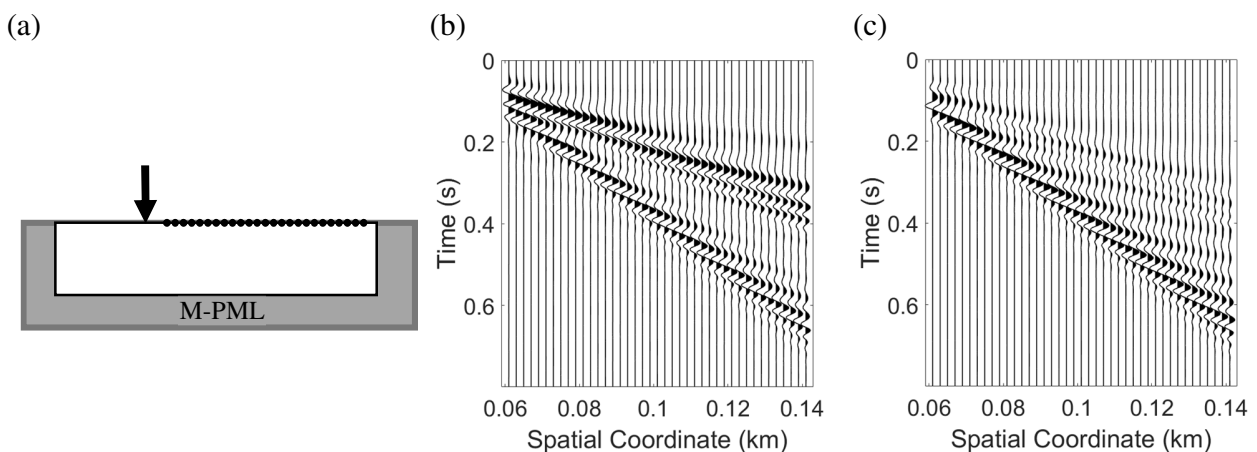 (a)
M-PML
(b)
0
0.2
0.4
0.6
Time (s)
0.06 0.08 0.1 0.12 0.14
Spatial Coordinate (km)
(c)
0
0.2
0.4
0.6
Time (s)
0.06 0.08 0.1 0.12 0.14
Spatial Coordinate (km)